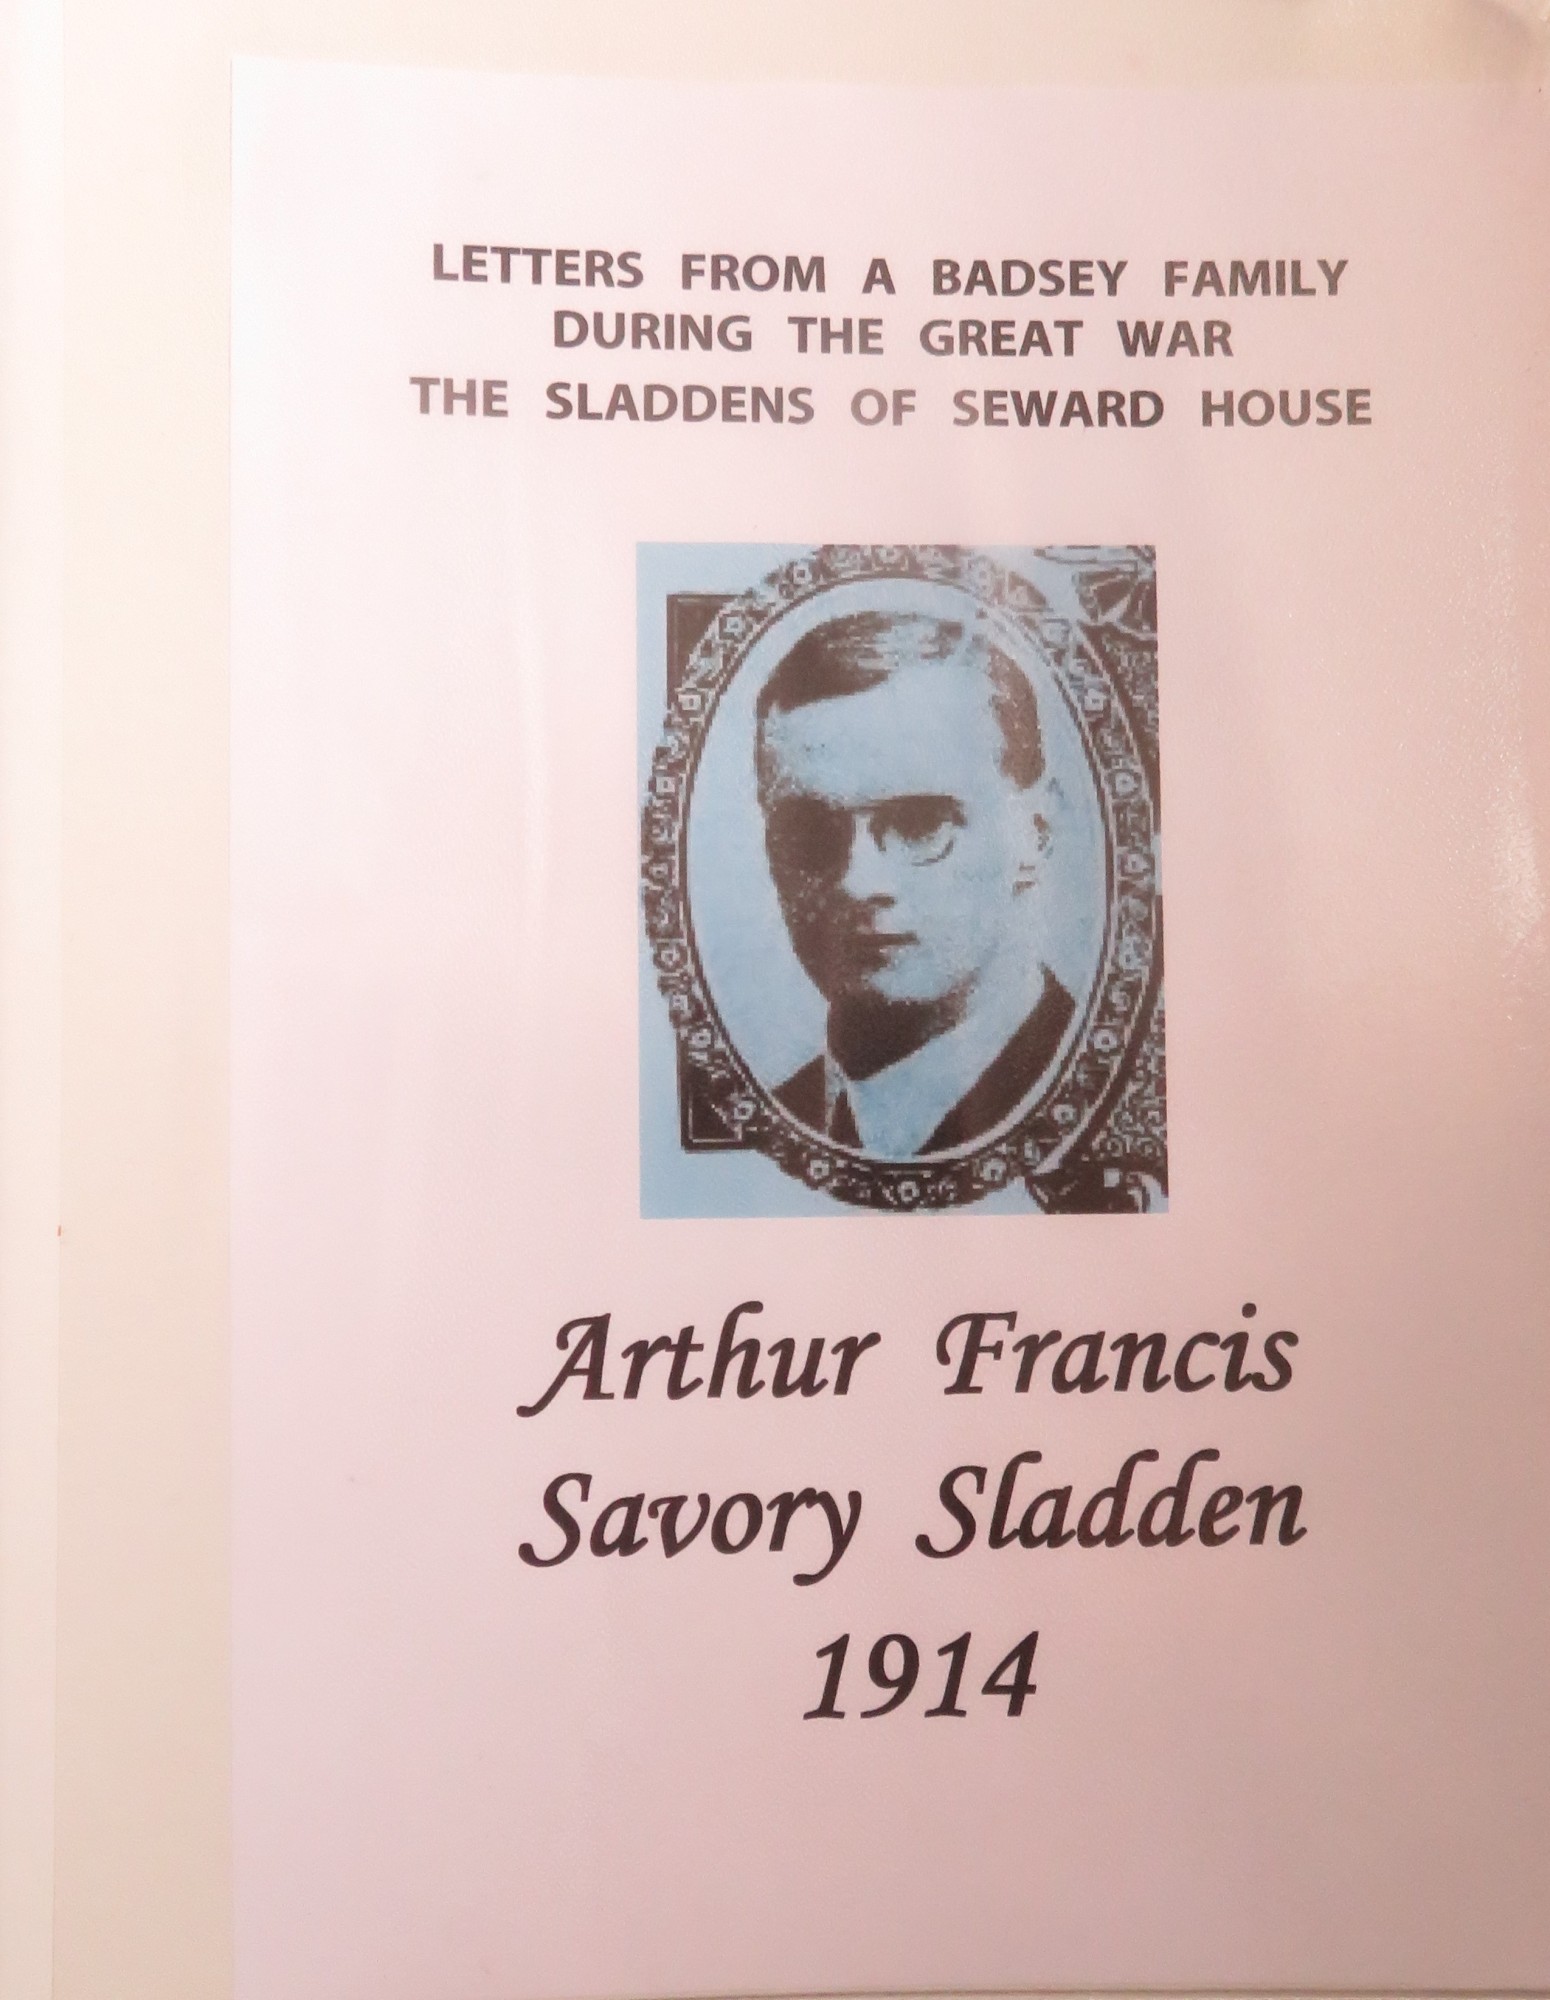 LETTERS FROM A BADSEY FAMILY
DURING THE GREAT WAR
THE SLADDENS OF SEWARD HOUSE
Arthur Francis
Savory Sladden
1914